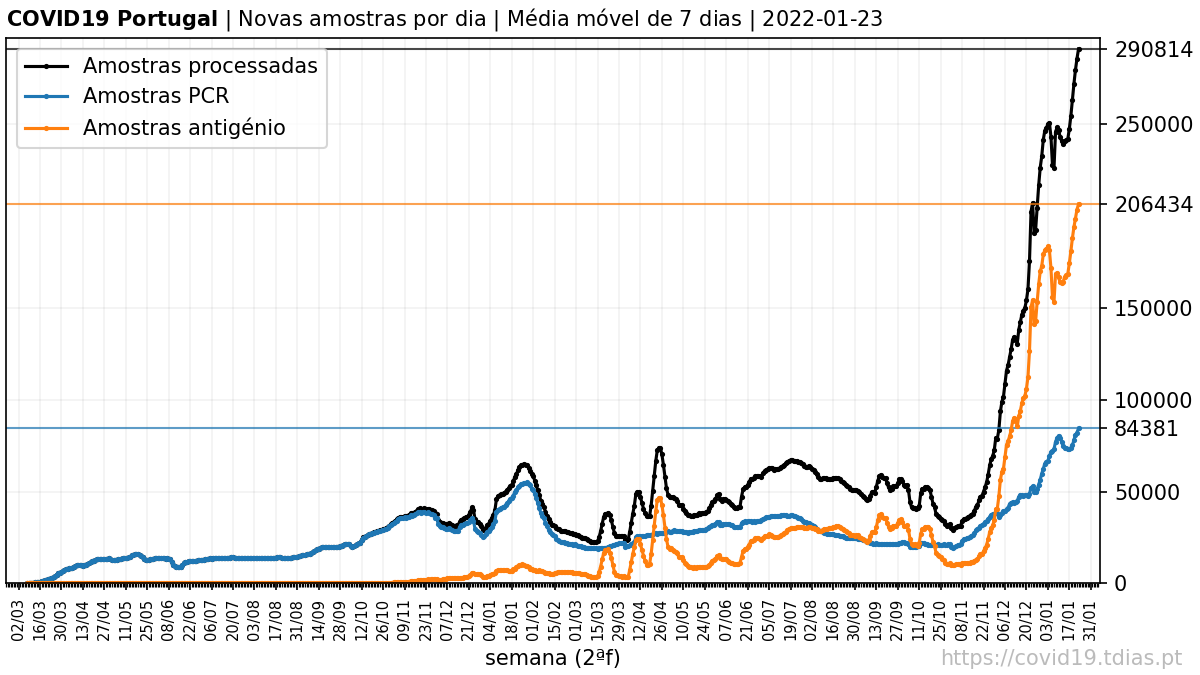 COVID19 Portugal | Novas amostras por dia | Média móvel de 7 dias | 2022-01-23
Amostras processadas
Amostras PCR
Amostras antigénio
290814
250000
206434
150000
100000
84381
50000
0
02/03 16/03 30/03 13/04 27/04 11/05 25/05 08/06 22/06 06/07 20/07 03/08 17/08 31/08 14/09 28/09 12/10 26/10 09/11 23/11 07/12 21/12 04/01 18/01 01/02 15/02 01/03 15/03 29/03 12/04 26/04 10/05 24/05 07/06 21/06 05/07 19/07 02/08 16/08 30/08 13/09 27/09 11/10 25/10 08/11 22/11 06/12 20/12 03/01 17/01 31/01
semana (2ªf)
https://covid19.tdias.pt